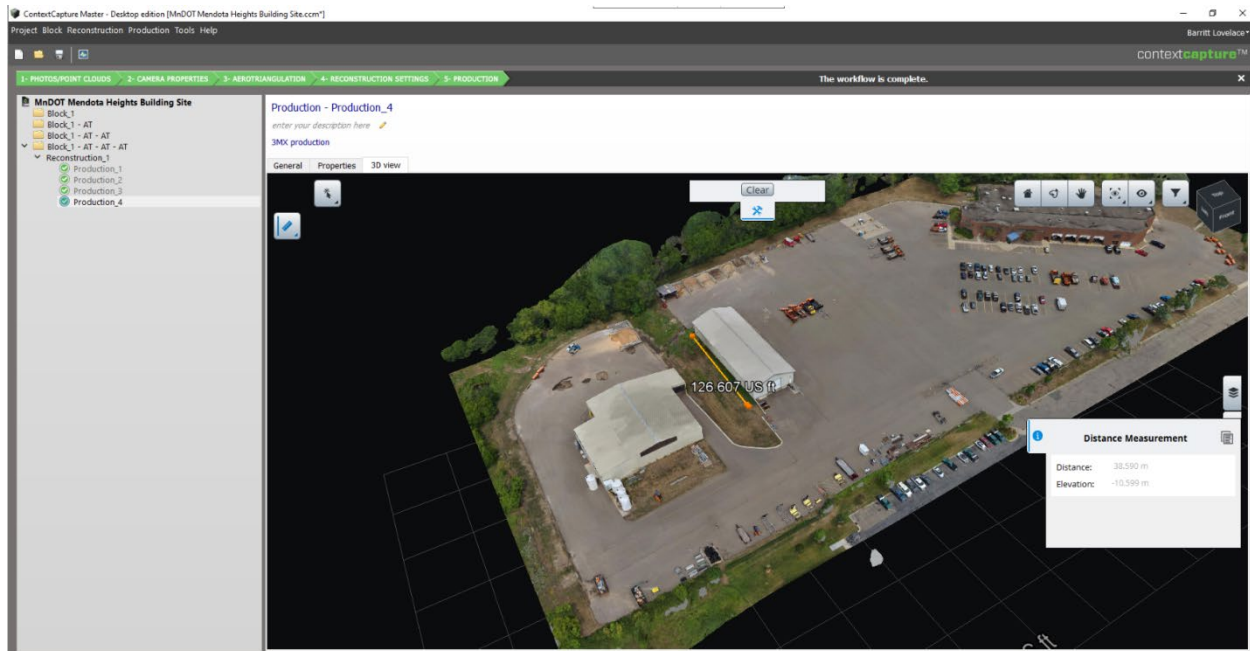 ContextCapture Master - Desktop edition [MnDOT Mendota Heights Building Site.ccm*]
Project Block Reconstruction Production Tools Help
Barritt Lovelace
contextcapture™
1- PHOTOS/POINT CLOUDS 2- CAMERA PROPERTIES 3- AEROTRIANGULATION 4- RECONSTRUCTION SETTINGS 5- PRODUCTION
The workflow is complete.
MnDOT Mendota Heights Building Site
Block_1
Block_1 - AT
Block_1 - AT - AT
Block_1 - AT - AT - AT
Reconstruction_1
Production_1
Production_2
Production_3
Production_4
Production - Production_4
enter your description here
3MX production
General Properties 3D view
Clear
Front
126 607 US ft
Distance Measurement
Distance: 38.590 m
Elevation: -10.599 m
S ft